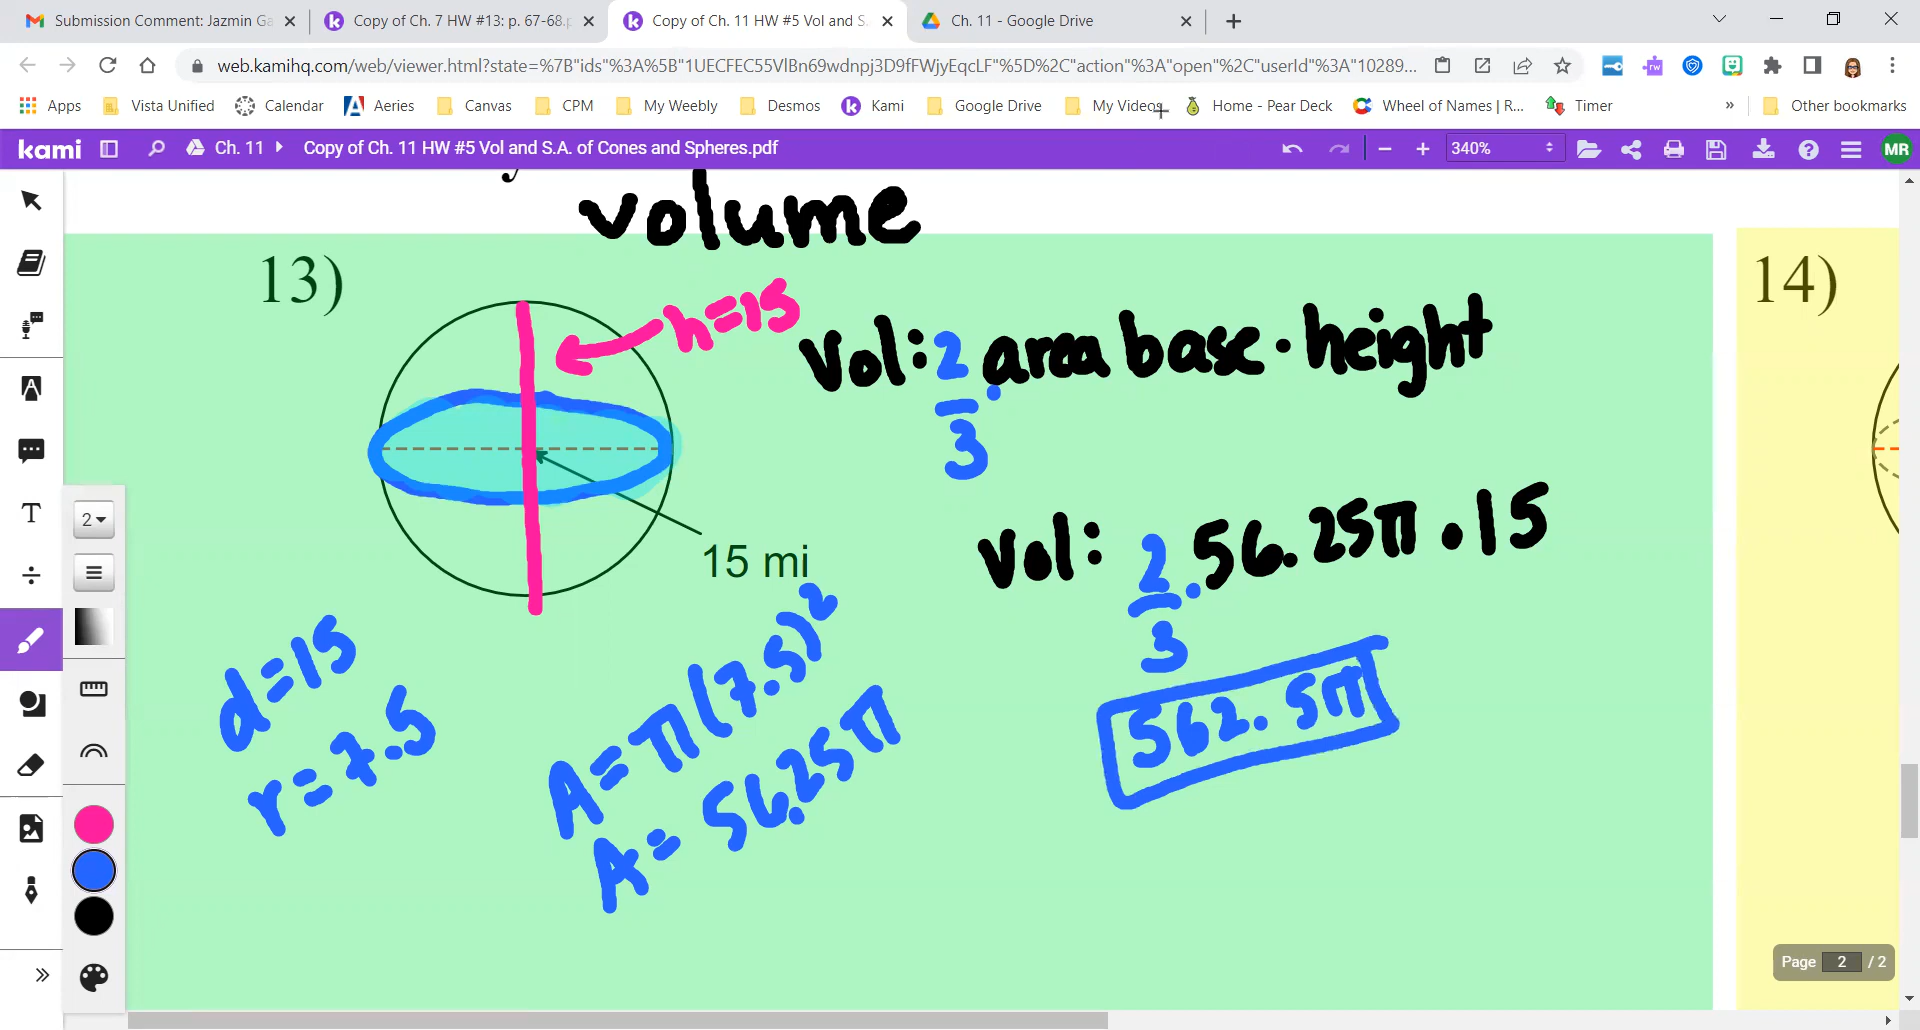 Submission Comment: Jazmin Ga
Copy of Ch. 7 HW #13: p. 67-68.p
Copy of Ch. 11 HW #5 Vol and S.
Ch. 11 - Google Drive
web.kamihq.com/web/viewer.html?state=%7B"ids"%3A%5B"1UECFEC55VlBn69wdnpj3D9fFWjyEqcLF"%5D%2C"action"%3A"open"%2C"userId"%3A"10289...
Apps
Vista Unified
Calendar
Aeries
Canvas
CPM
My Weebly
Desmos
Kami
Google Drive
My Videos
Home - Pear Deck
Wheel of Names | R...
Timer
»
Other bookmarks
kami
Ch. 11
Copy of Ch. 11 HW #5 Vol and S.A. of Cones and Spheres.pdf
340%
MR
volume
13)
h=15
Vol: 2/3 · area base · height
14)
15 mi
Vol: 2/3 · 56.25π · 15
d=15
r=7.5
A=π(7.5)²
A=56.25π
562.5π
2
Page 2 / 2